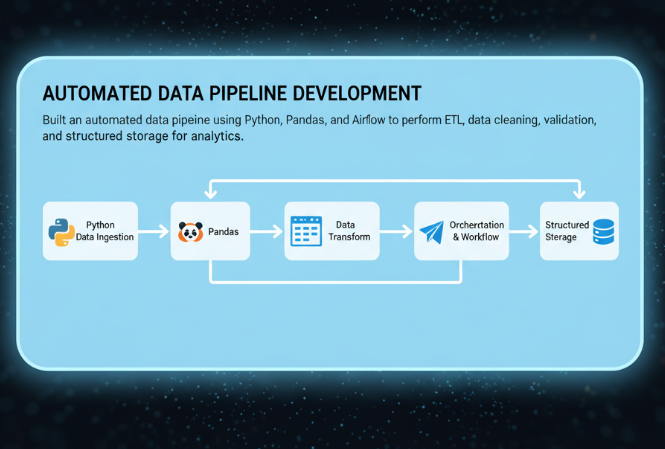 AUTOMATED DATA PIPELINE DEVELOPMENT
Built an automated data pipeine using Python, Pandas, and Airflow to perform ETL, data cleaning, validation,
and structured storage for analytics.
Python
Data Ingestion
Pandas
Data
Transform
Orchertation
& Workflow
Structured
Storage